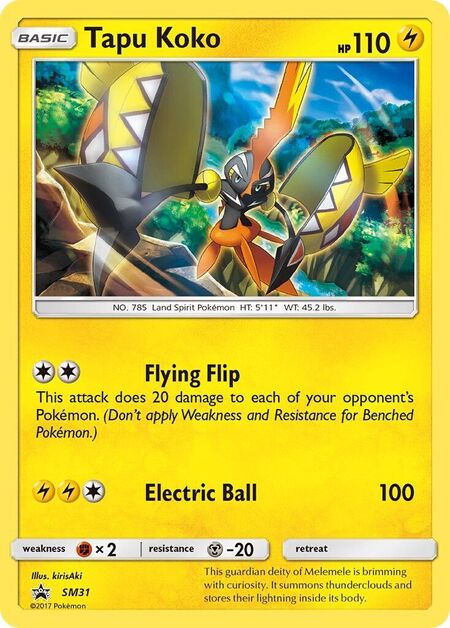 BASIC Tapu Koko HP 110
NO. 785 Land Spirit Pokémon HT: 5'11" WT: 45.2 lbs.
Flying Flip
This attack does 20 damage to each of your opponent's
Pokémon. (Don't apply Weakness and Resistance for Benched
Pokémon.)
Electric Ball 100
weakness ×2 resistance -20 retreat
Illus. kirisAki
SM31
©2017 Pokémon
This guardian deity of Melemele is brimming
with curiosity. It summons thunderclouds and
stores their lightning inside its body.